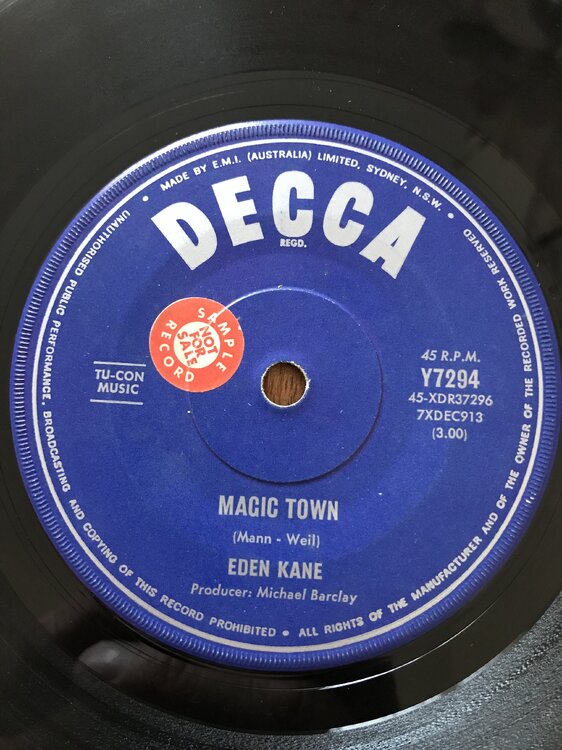 • MADE BY E.M.I. (AUSTRALIA) LIMITED, SYDNEY, N.S.W. •
DECCA
REGD.
SAMPLE
NOT
FOR
SALE
RECORD
TU-CON
MUSIC
45 R.P.M.
Y7294
45-XDR37296
7XDEC913
(3.00)
MAGIC TOWN
(Mann - Weil)
EDEN KANE
Producer: Michael Barclay
UNAUTHORISED PUBLIC PERFORMANCE, BROADCASTING AND COPYING OF THIS RECORD PROHIBITED • ALL RIGHTS OF THE MANUFACTURER AND OF THE OWNER OF THE RECORDED WORK RESERVED